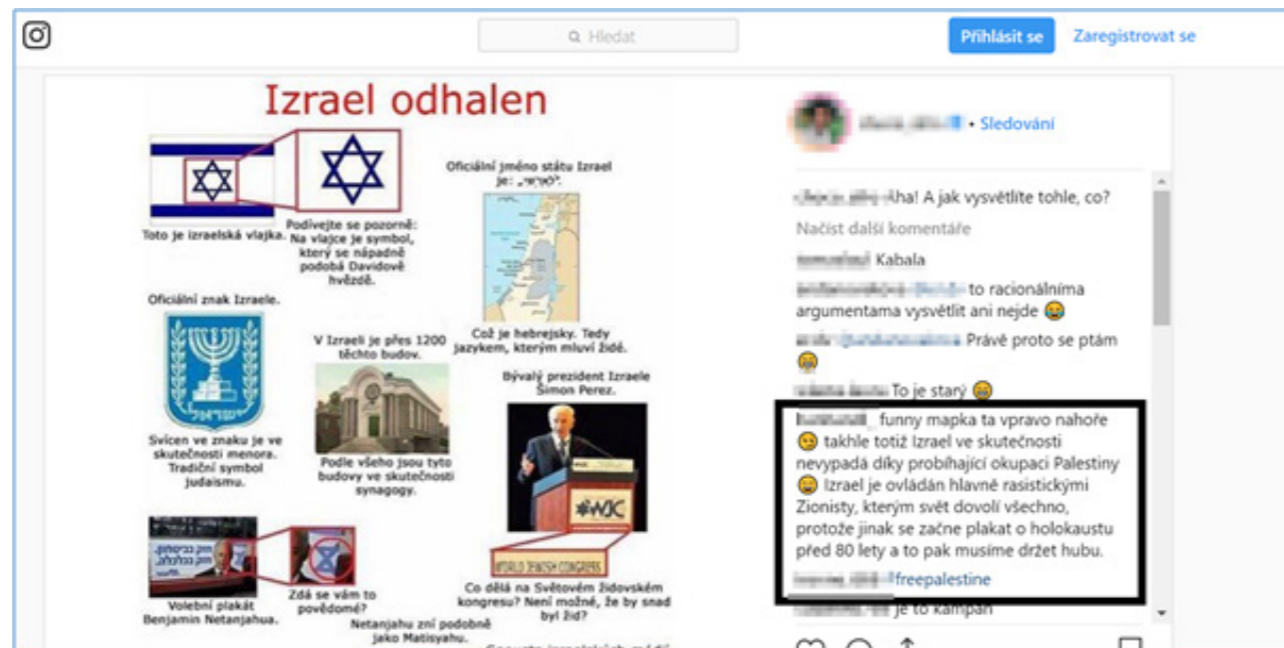 Hledat
Přihlásit se
Zaregistrovat se
Izrael odhalen
Toto je izraelská vlajka.
Podívejte se pozorně:
Na vlajce je symbol,
který se nápadně
podobá Davidově
hvězdě.
Oficiální jméno státu Izrael
je:
Což je hebrejsky. Tedy
jazykem, kterým mluví židé.
Oficiální znak Izraele.
ישראל
Svícen ve znaku je ve
skutečnosti menora.
Tradiční symbol
judaismu.
V Izraeli je přes 1200
těchto budov.
Podle všeho jsou tyto
budovy ve skutečnosti
synagogy.
Bývalý prezident Izraele
Šimon Perez.
WJC
WORLD JEWISH CONGRESS
Co dělá na Světovém židovském
kongresu? Není možné, že by snad
byl žid?
Volební plakát
Benjamin Netanjahua.
Zdá se vám to
povědomé?
Netanjahu zní podobně
jako Matisyahu.
• Sledování
Aha! A jak vysvětlíte tohle, co?
Načíst další komentáře
Kabala
to racionálníma
argumentama vysvětlit ani nejde
Právě proto se ptám
To je starý
funny mapka ta vpravo nahoře
takhle totiž Izrael ve skutečnosti
nevypadá díky probíhající okupaci Palestiny
Izrael je ovládán hlavně rasistickými
Zionisty, kterým svět dovolí všechno,
protože jinak se začne plakat o holokaustu
před 80 lety a to pak musíme držet hubu.
#freepalestine
je to kampaň